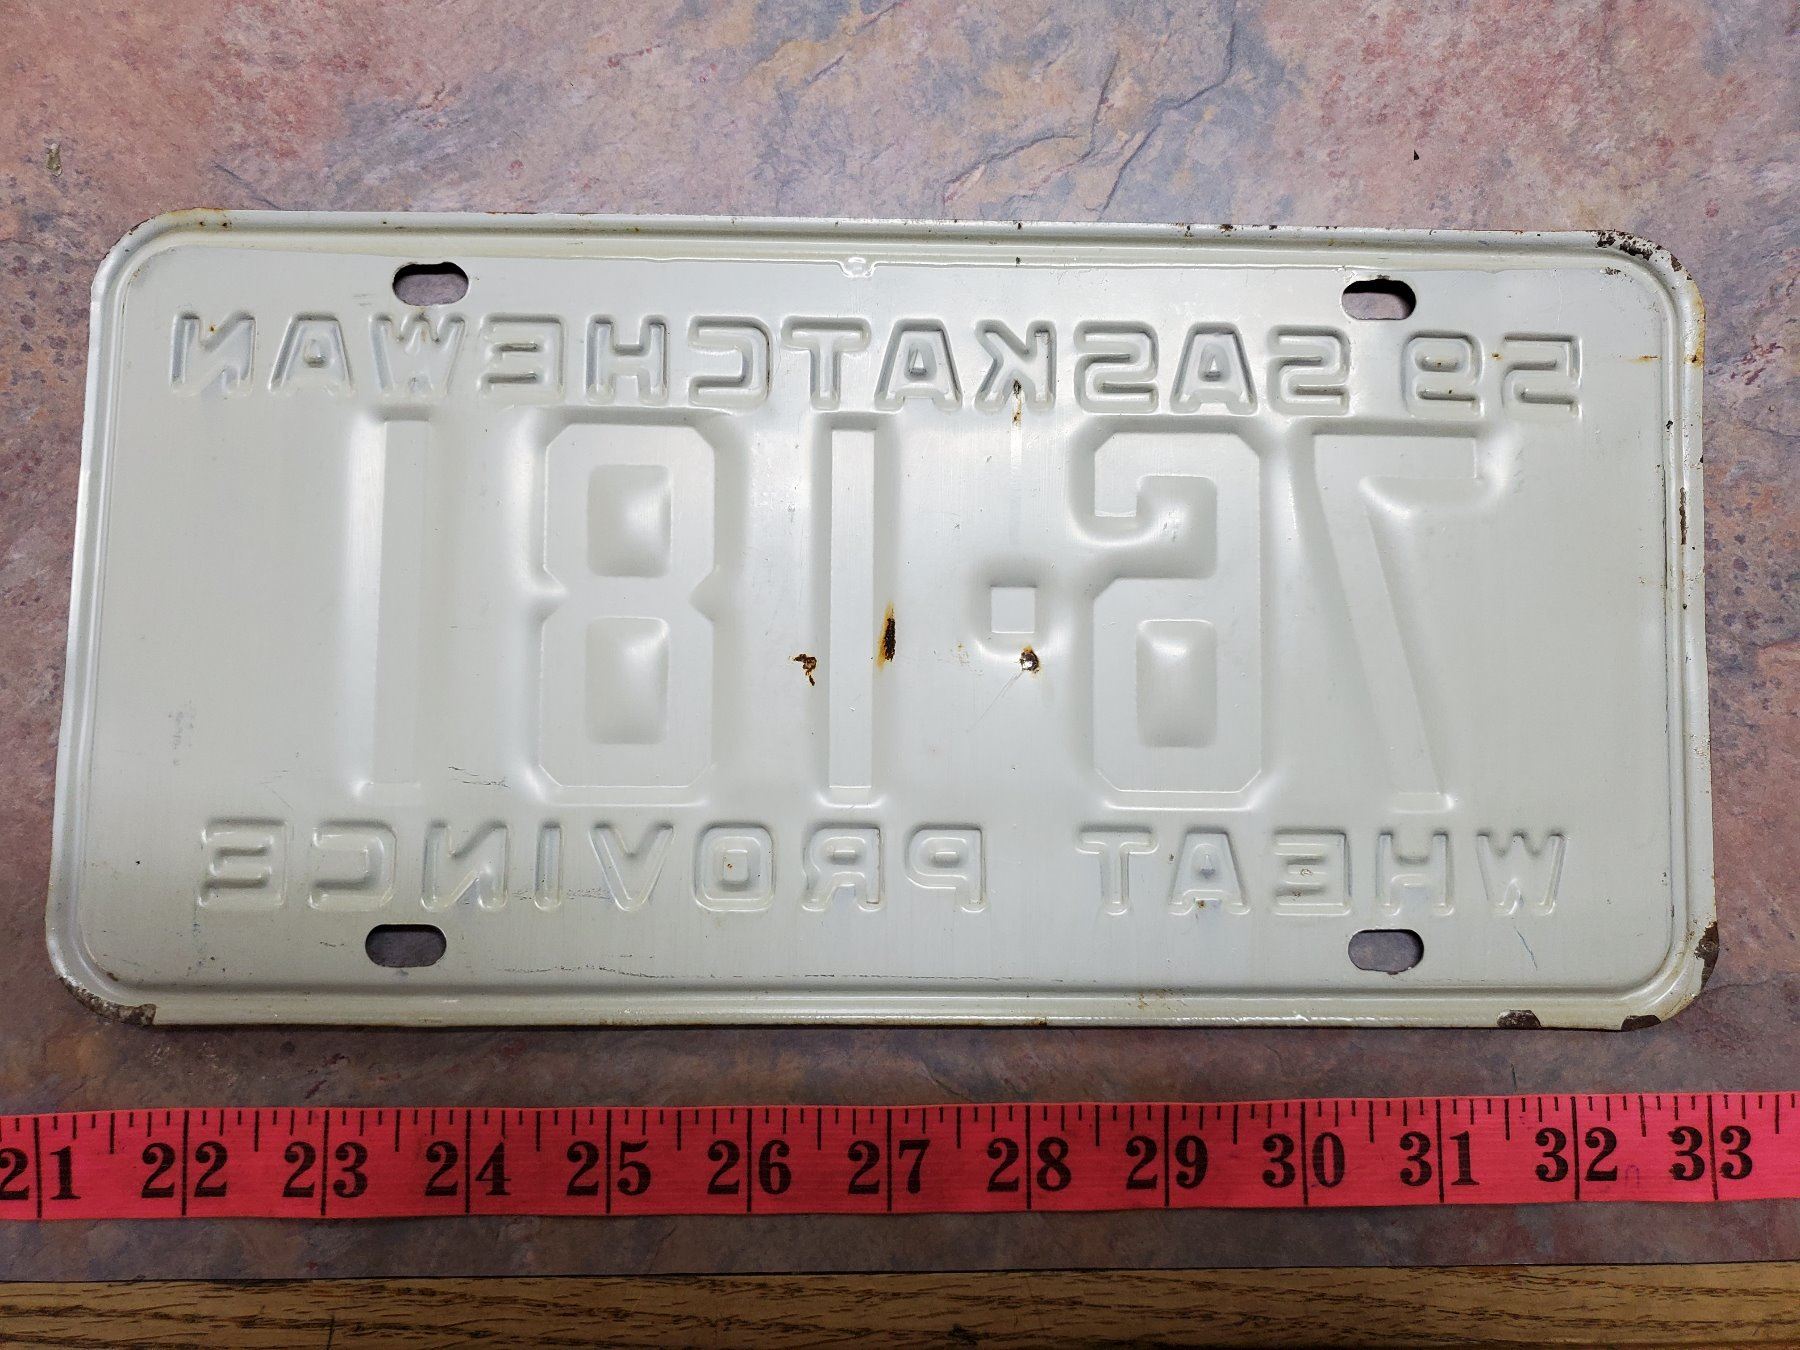 59 SASKATCHEWAN
76-181
WHEAT PROVINCE
21 22 23 24 25 26 27 28 29 30 31 32 33